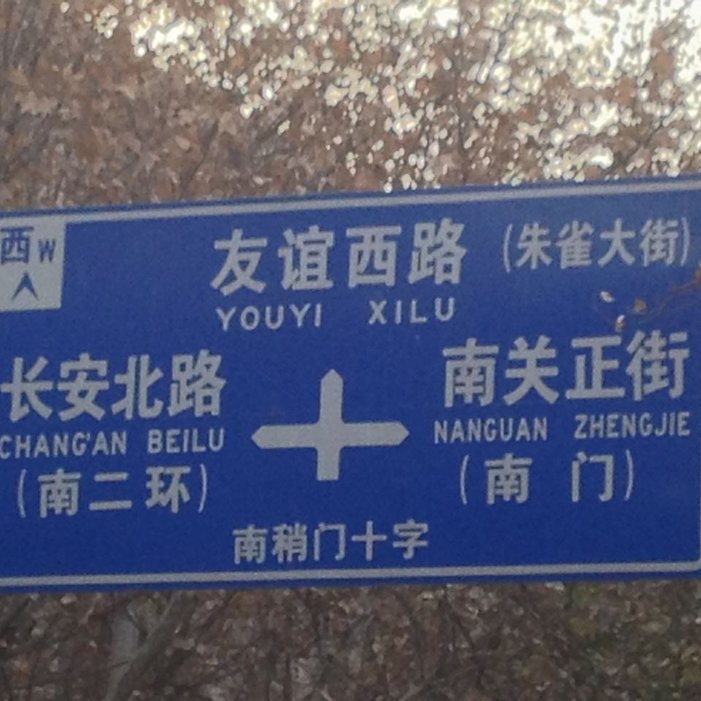 西W
友谊西路 (朱雀大街)
YOUYI XILU
长安北路
CHANG'AN BEILU
(南二环)
南关正街
NANGUAN ZHENGJIE
(南 门)
南稍门十字